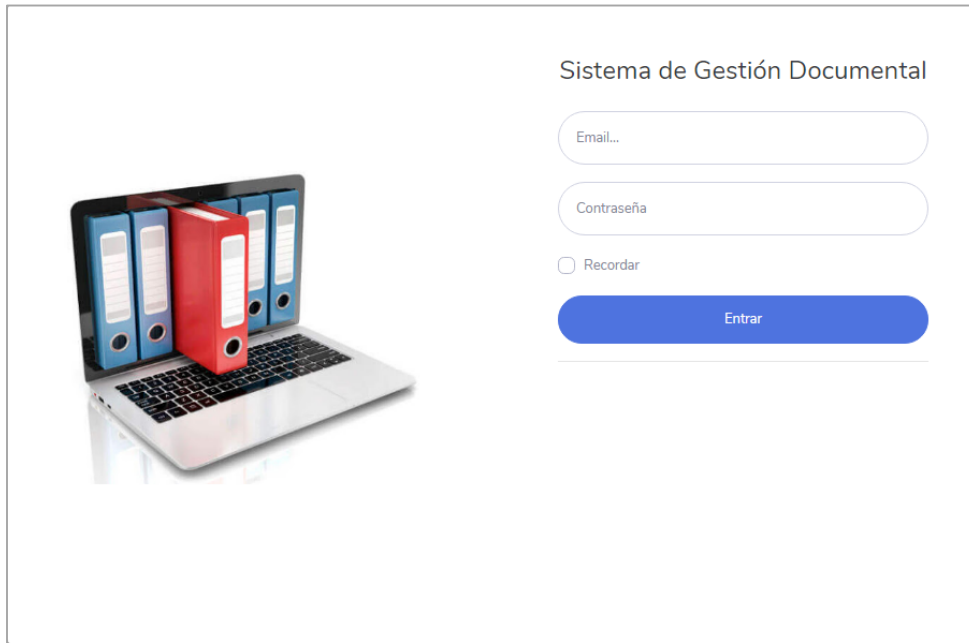 Sistema de Gestión Documental
Email...
Contraseña
Recordar
Entrar